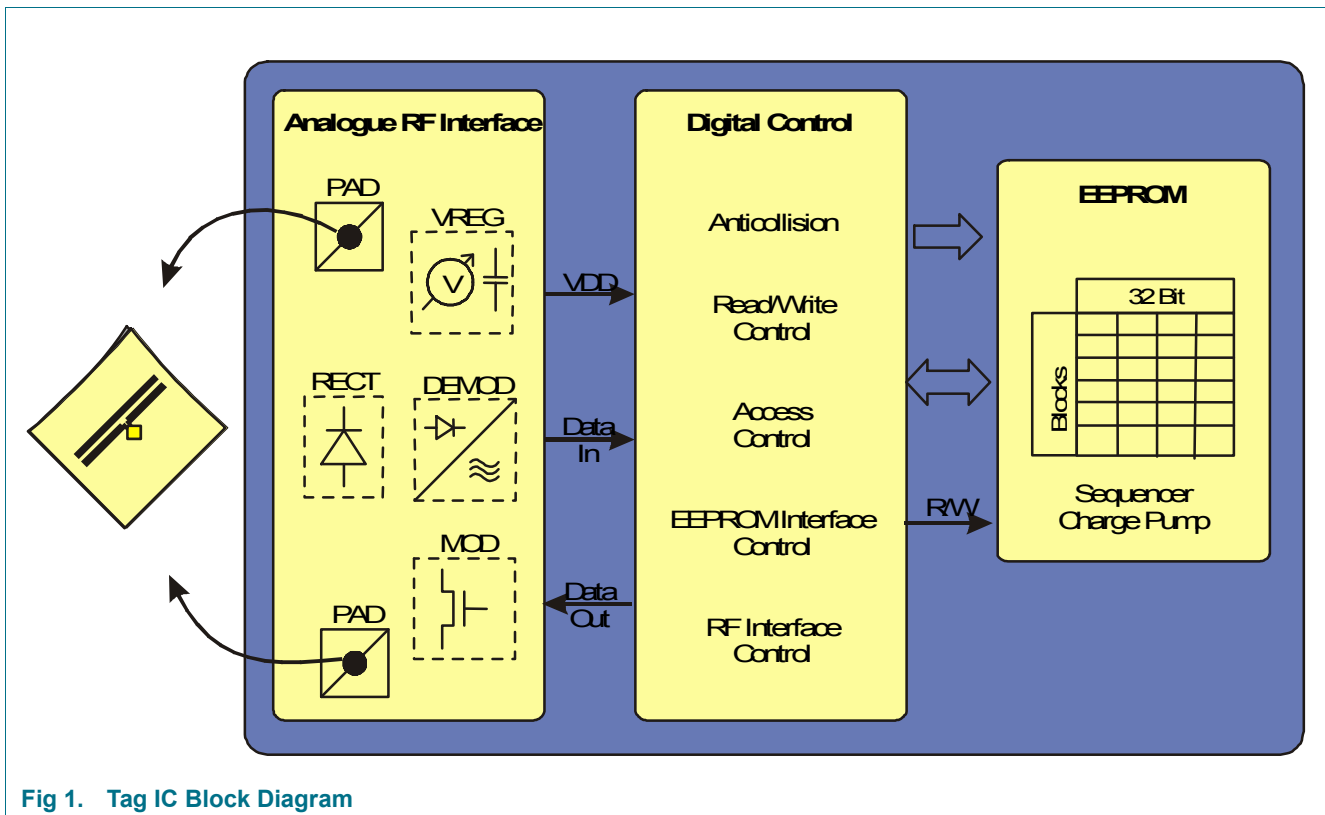 Analogue RF Interface
PAD
VREG
V
RECT
DEMOD
MOD
PAD
VDD
Data
In
Data
Out
Digital Control
Anticollision
Read/Write
Control
Access
Control
EEPROM Interface
Control
RF Interface
Control
R/W
EEPROM
32 Bit
Blocks
Sequencer
Charge Pump
Fig 1. Tag IC Block Diagram